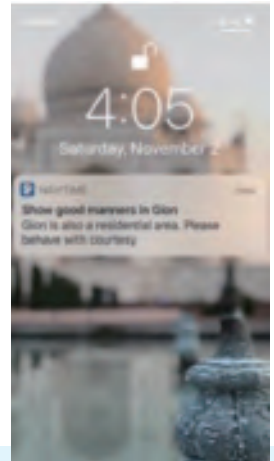 4:05
Saturday, November 2
NAVITIME
Show good manners in Gion
Gion is also a residential area. Please
behave with courtesy